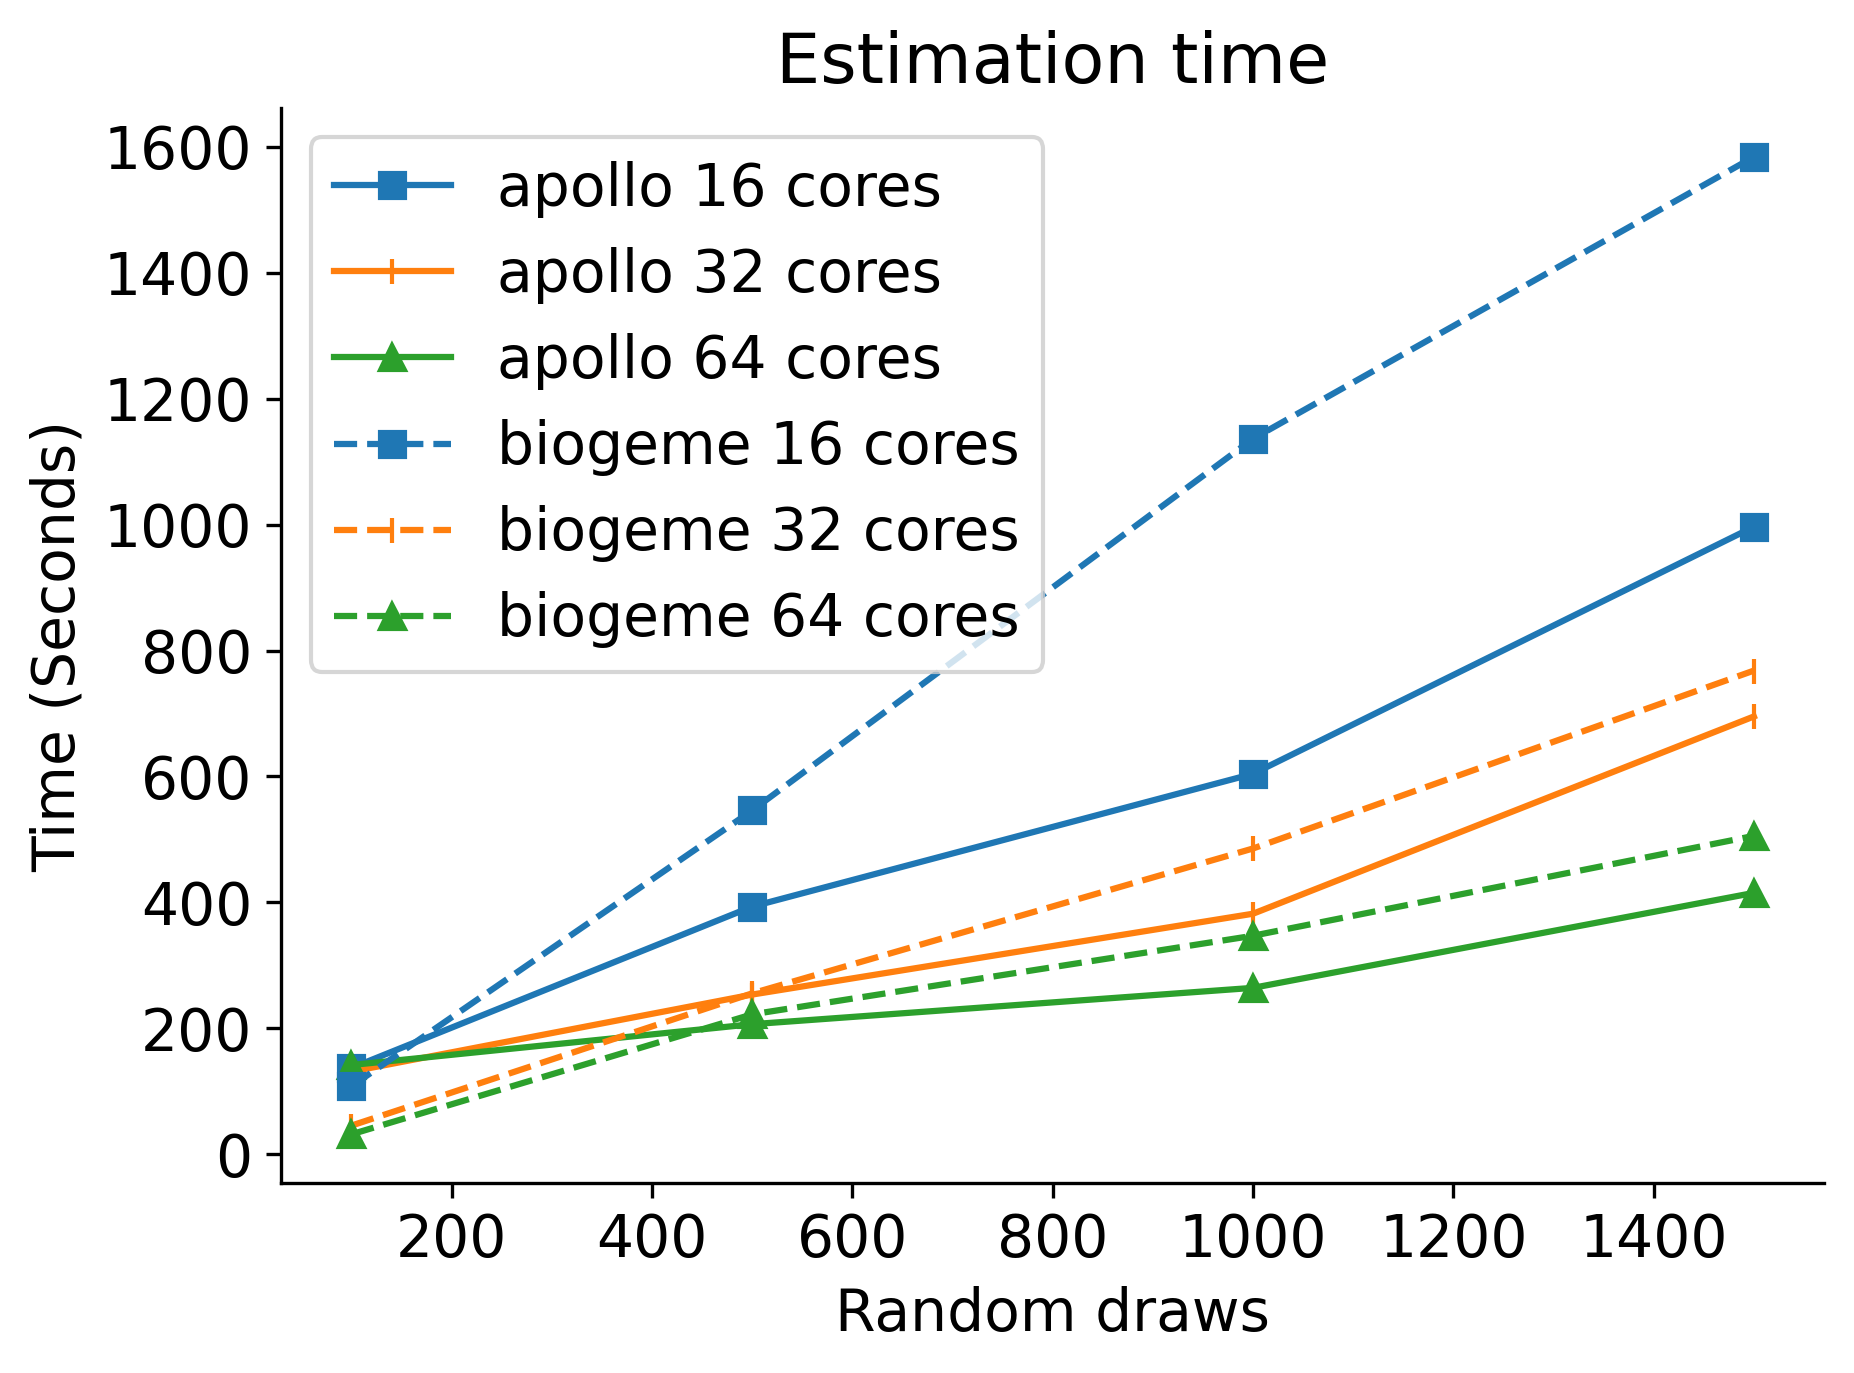 Estimation time
Time (Seconds)
1600
1400
1200
1000
800
600
400
200
0
apollo 16 cores
apollo 32 cores
apollo 64 cores
biogeme 16 cores
biogeme 32 cores
biogeme 64 cores
200 400 600 800 1000 1200 1400
Random draws